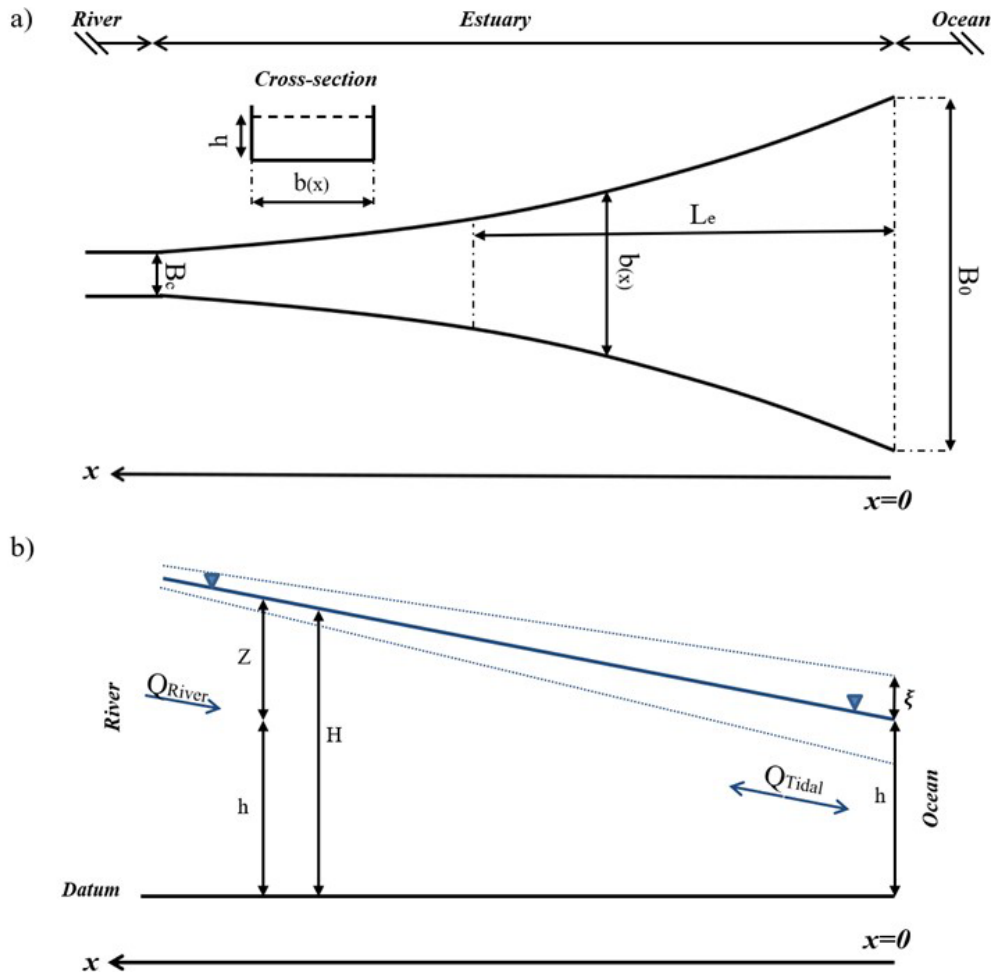 a)
River
Estuary
Ocean
Cross-section
h
b(x)
Bc
Le
b(x)
B0
x
x=0
b)
River
QRiver
Z
H
h
QTidal
ξ
h
Ocean
Datum
x
x=0